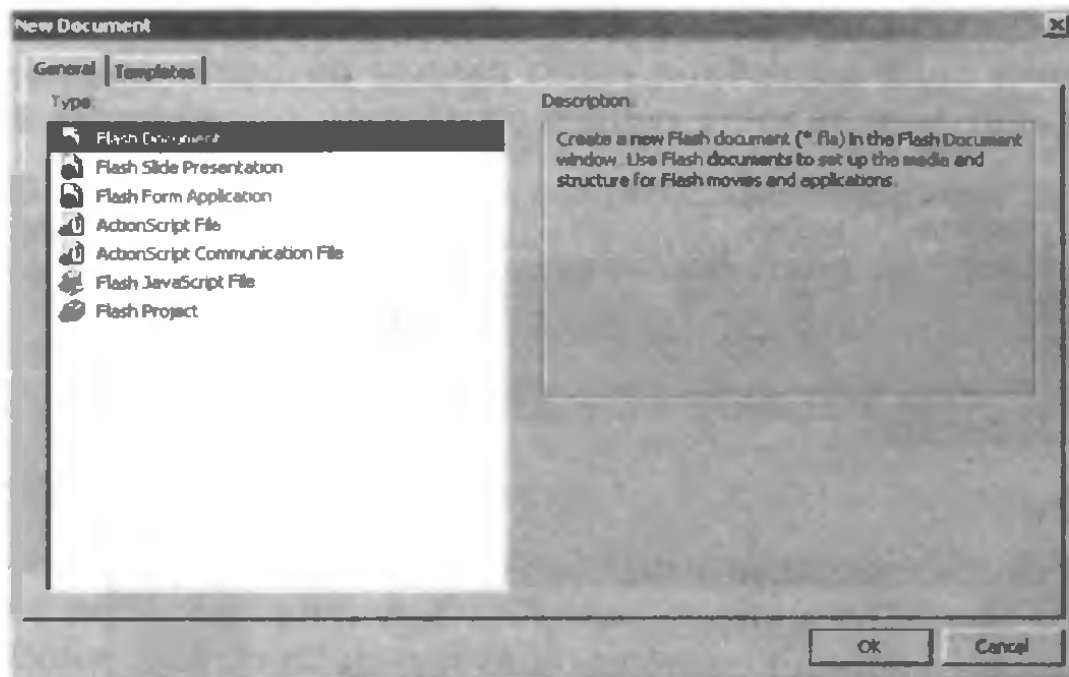 New Document
General Templates
Type:
Description:
Flash Document
Flash Slide Presentation
Flash Form Application
ActionScript File
ActionScript Communication File
Flash JavaScript File
Flash Project
Create a new Flash document (*.fla) in the Flash Document
window. Use Flash documents to set up the media and
structure for Flash movies and applications.
OK Cancel